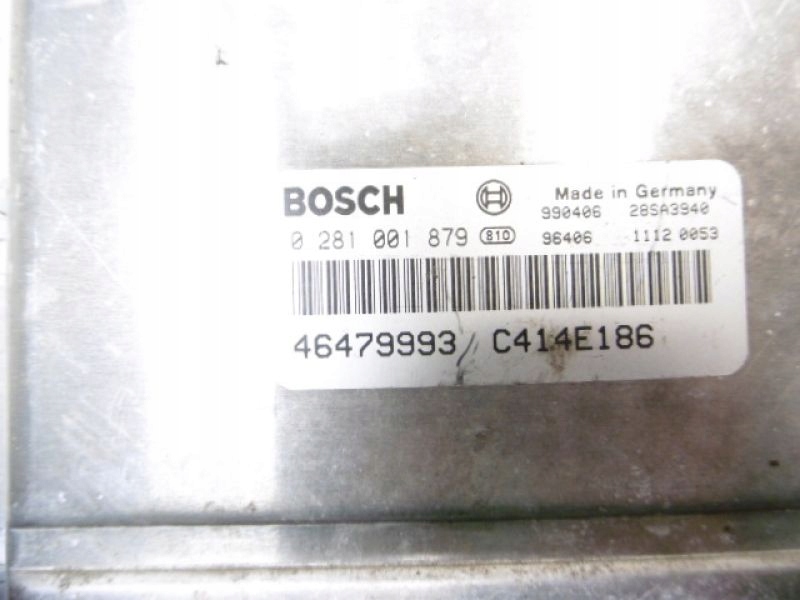 BOSCH Made in Germany
990406 28SA3940
0 281 001 879 810 96406 1112 0053
46479993 C414E186